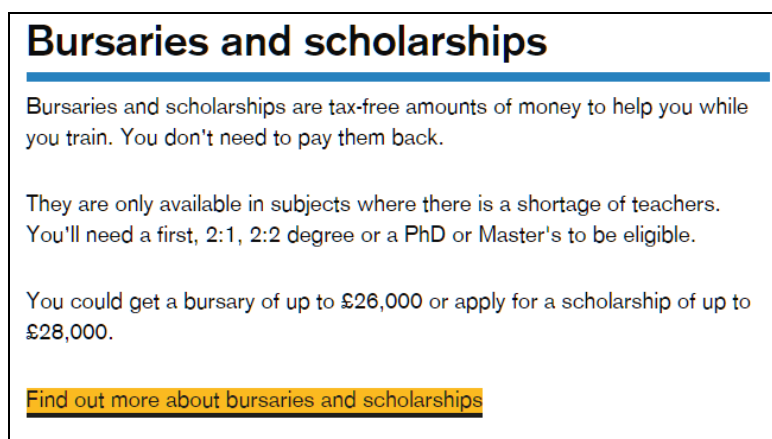 Bursaries and scholarships
Bursaries and scholarships are tax-free amounts of money to help you while
you train. You don't need to pay them back.
They are only available in subjects where there is a shortage of teachers.
You'll need a first, 2:1, 2:2 degree or a PhD or Master's to be eligible.
You could get a bursary of up to £26,000 or apply for a scholarship of up to
£28,000.
Find out more about bursaries and scholarships